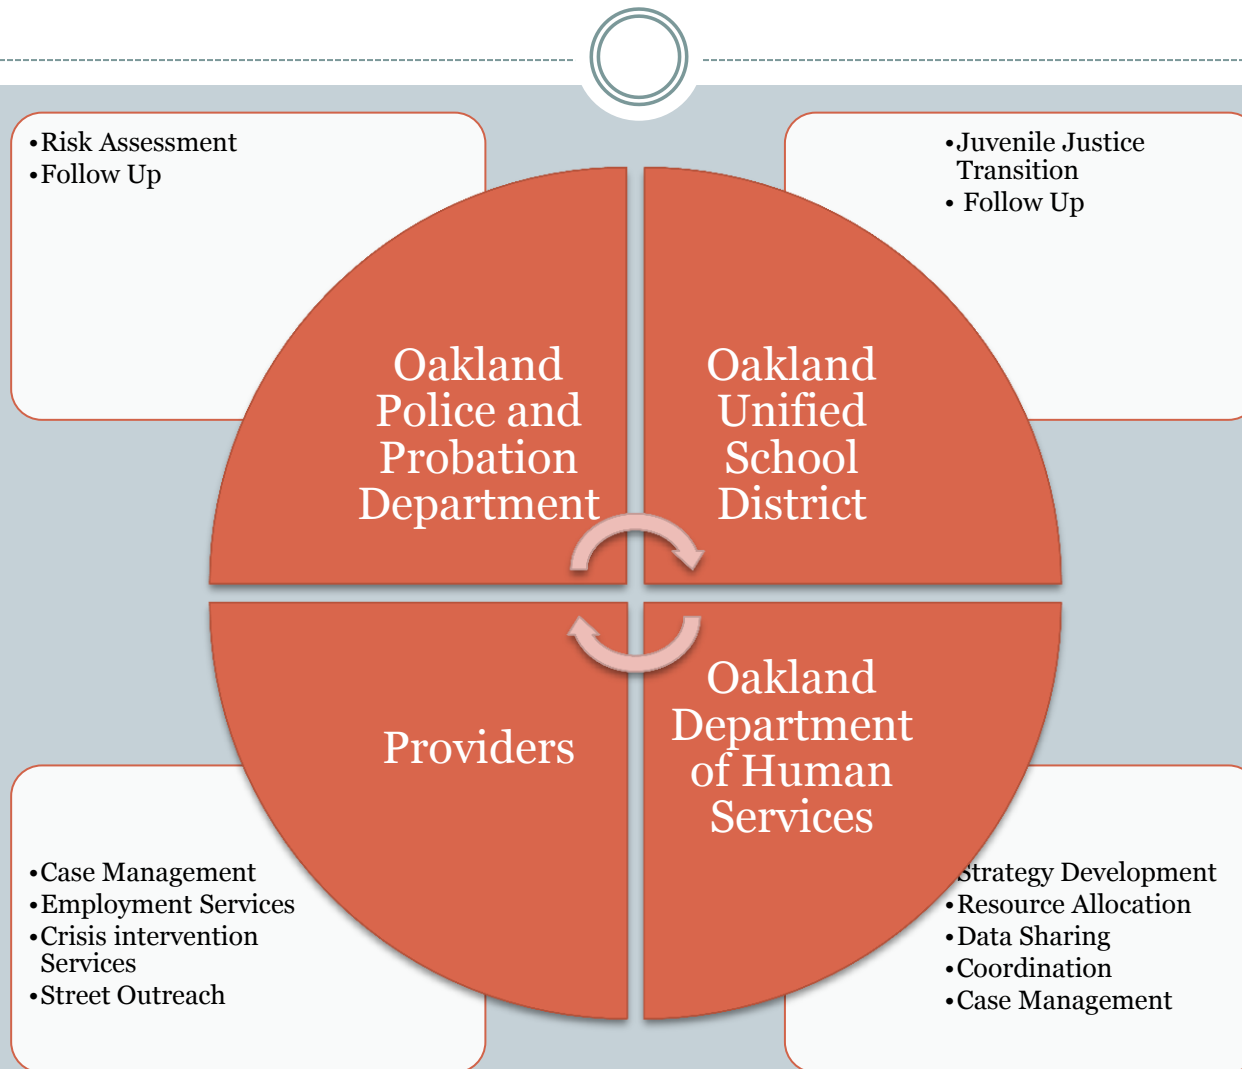 •Risk Assessment
•Follow Up
•Juvenile Justice
Transition
• Follow Up
Oakland
Police and
Probation
Department
Oakland
Unified
School
District
Providers
Oakland
Department
of Human
Services
•Case Management
•Employment Services
•Crisis intervention
Services
•Street Outreach
Strategy Development
•Resource Allocation
•Data Sharing
•Coordination
•Case Management